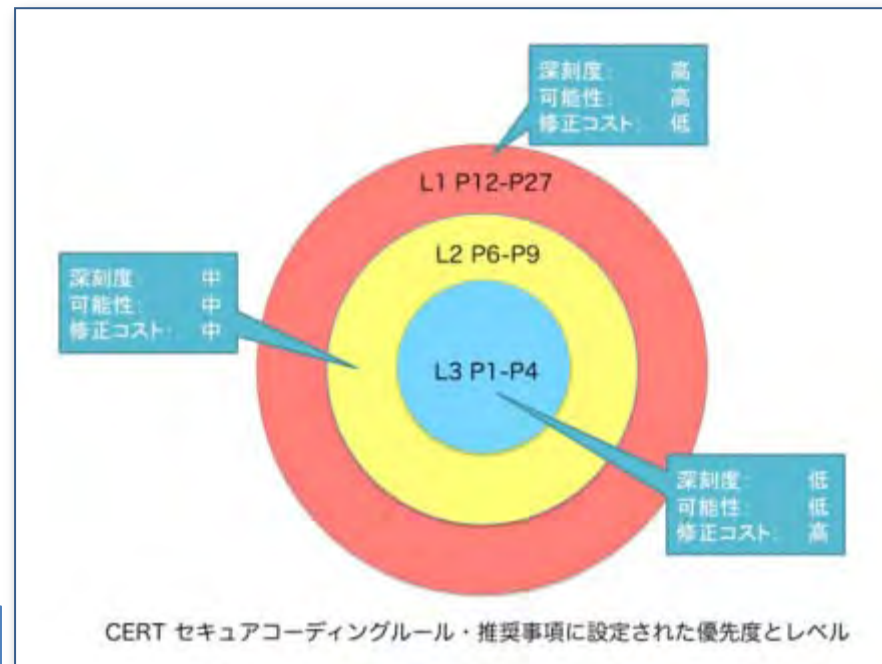 深刻度: 高
可能性: 高
修正コスト: 低
L1 P12-P27
L2 P6-P9
深刻度: 中
可能性: 中
修正コスト: 中
L3 P1-P4
深刻度: 低
可能性: 低
修正コスト: 高
CERT セキュアコーディングルール・推奨事項に設定された優先度とレベル